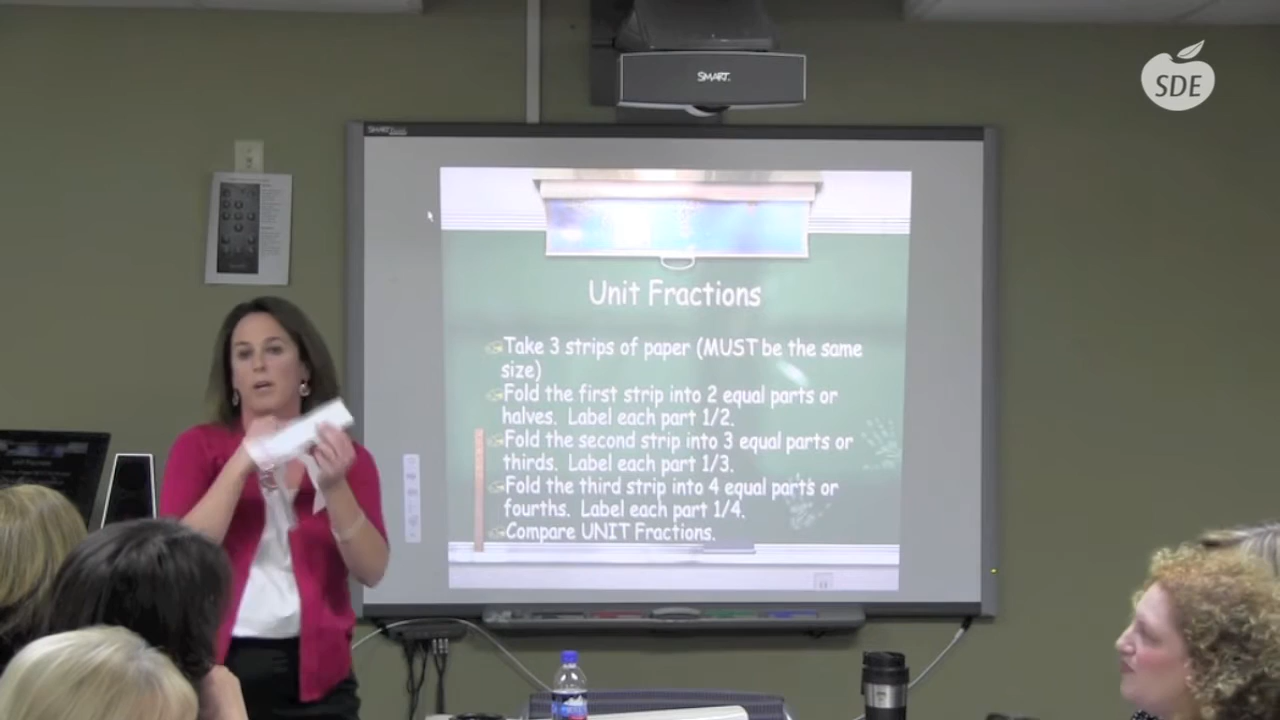 SMART
SDE
SMART
Unit Fractions
Take 3 strips of paper (MUST be the same
size)
Fold the first strip into 2 equal parts or
halves. Label each part 1/2.
Fold the second strip into 3 equal parts or
thirds. Label each part 1/3.
Fold the third strip into 4 equal parts or
fourths. Label each part 1/4.
Compare UNIT Fractions.